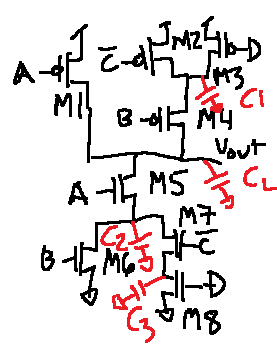 C̅ M2 D
A M1 M3
C1
B M4
Vout
A M5 CL
C2 M7
B M6 C̅
D
C3 M8